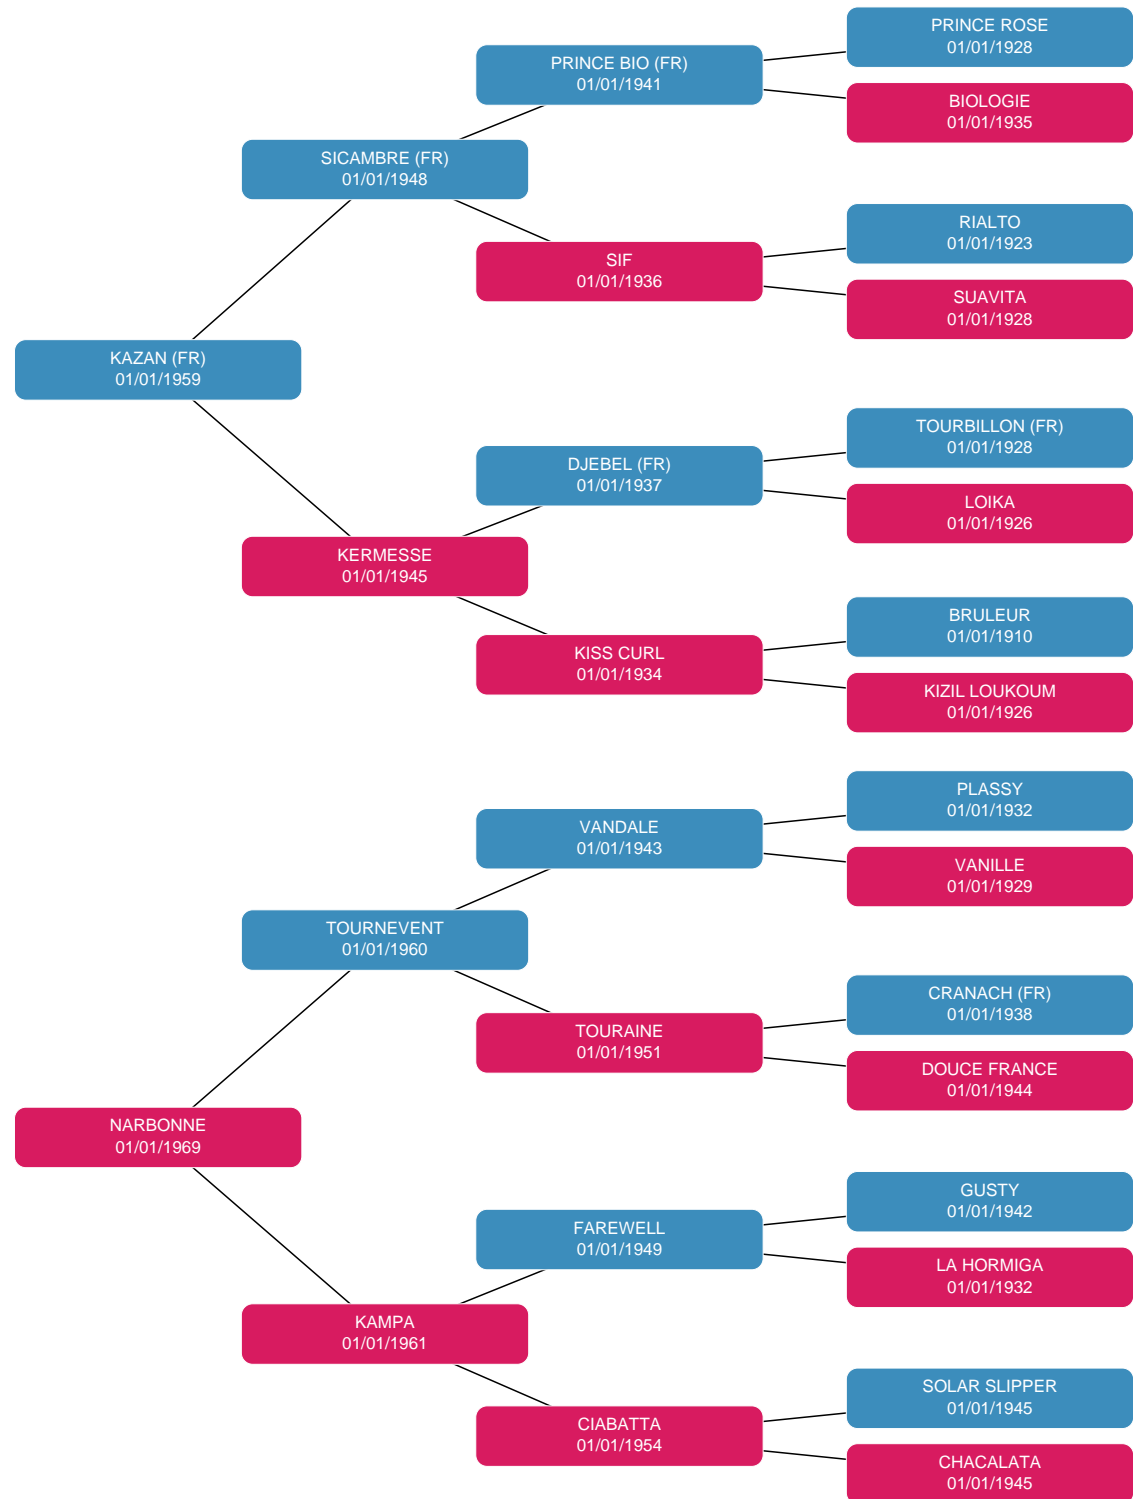 PRINCE ROSE
01/01/1928
PRINCE BIO (FR)
01/01/1941
BIOLOGIE
01/01/1935
SICAMBRE (FR)
01/01/1948
RIALTO
01/01/1923
SIF
01/01/1936
SUAVITA
01/01/1928
KAZAN (FR)
01/01/1959
TOURBILLON (FR)
01/01/1928
DJEBEL (FR)
01/01/1937
LOIKA
01/01/1926
KERMESSE
01/01/1945
BRULEUR
01/01/1910
KISS CURL
01/01/1934
KIZIL LOUKOUM
01/01/1926
PLASSY
01/01/1932
VANDALE
01/01/1943
VANILLE
01/01/1929
TOURNEVENT
01/01/1960
CRANACH (FR)
01/01/1938
TOURAINE
01/01/1951
DOUCE FRANCE
01/01/1944
NARBONNE
01/01/1969
GUSTY
01/01/1942
FAREWELL
01/01/1949
LA HORMIGA
01/01/1932
KAMPA
01/01/1961
SOLAR SLIPPER
01/01/1945
CIABATTA
01/01/1954
CHACALATA
01/01/1945